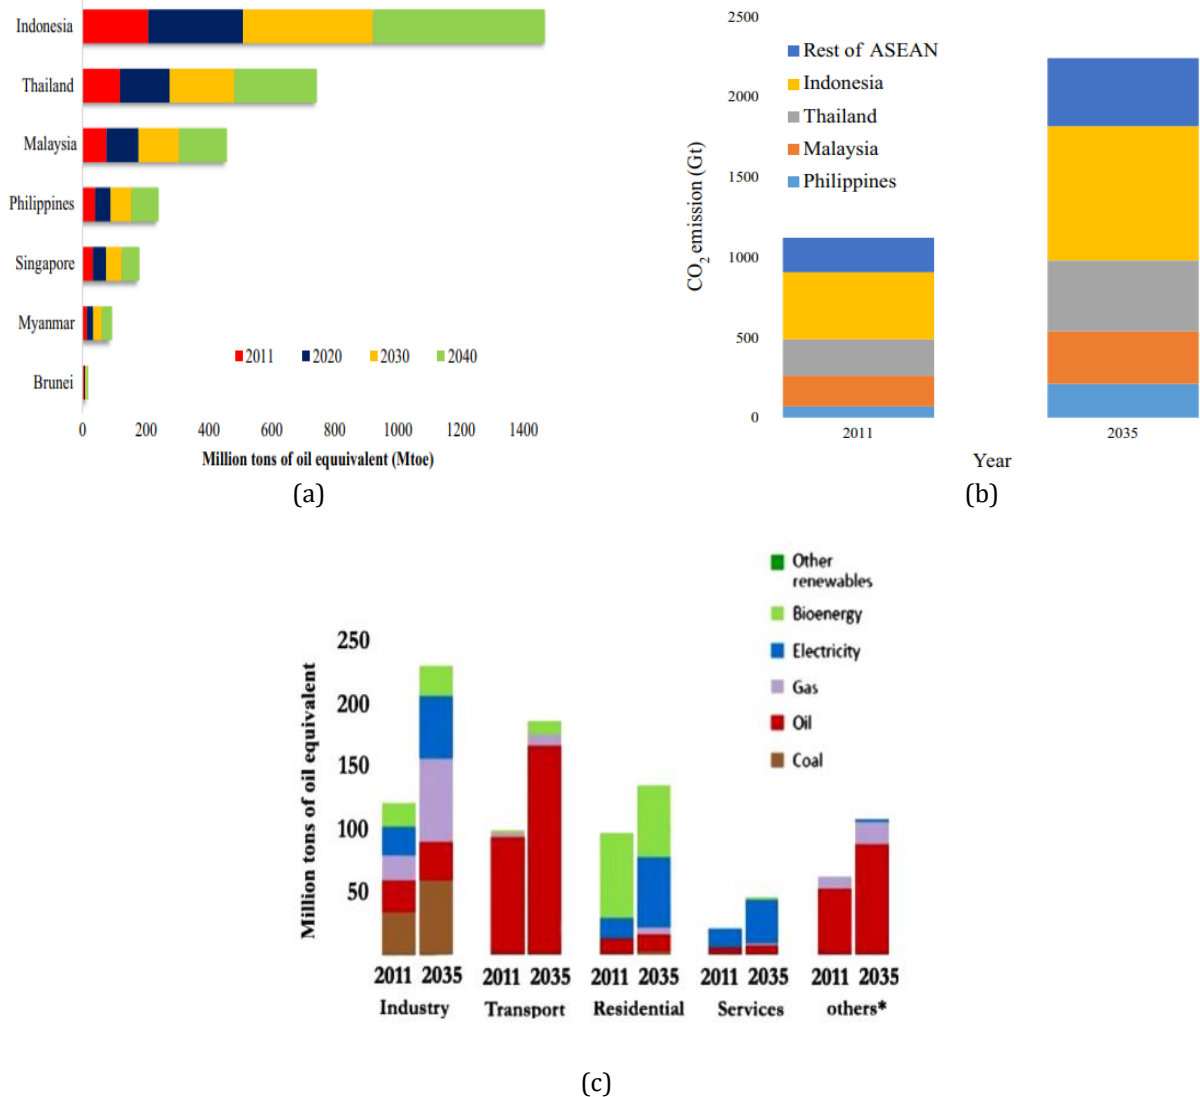 Indonesia
Thailand
Malaysia
Philippines
Singapore
Myanmar
Brunei
2011 2020 2030 2040
0 200 400 600 800 1000 1200 1400
Million tons of oil equuivalent (Mtoe)
(a)
2500
2000
1500
1000
500
0
CO2 emission (Gt)
Rest of ASEAN
Indonesia
Thailand
Malaysia
Philippines
2011 2035
Year
(b)
Other
renewables
Bioenergy
Electricity
Gas
Oil
Coal
Million tons of oil equivalent
250
200
150
100
50
2011 2035 2011 2035 2011 2035 2011 2035 2011 2035
Industry Transport Residential Services others*
(c)